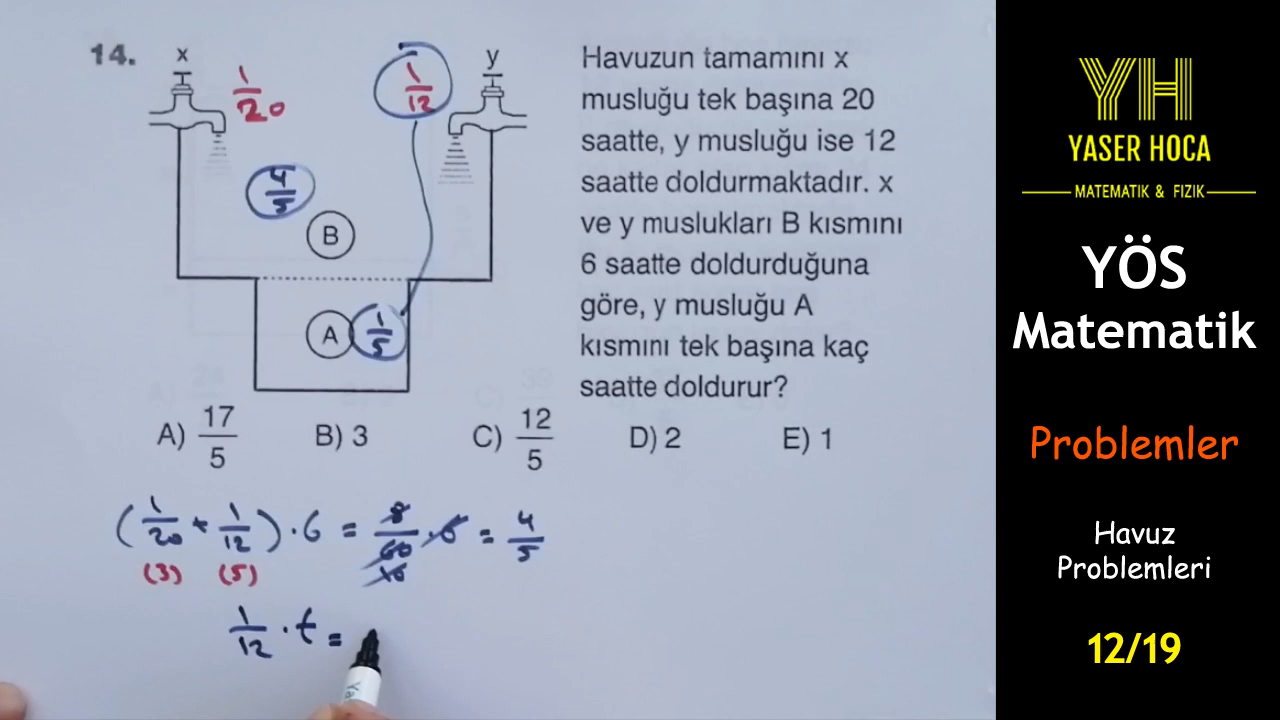 14.
x
1/20
1/12
y
4/5
B
A
1/5
Havuzun tamamını x
musluğu tek başına 20
saatte, y musluğu ise 12
saatte doldurmaktadır. x
ve y muslukları B kısmını
6 saatte doldurduğuna
göre, y musluğu A
kısmını tek başına kaç
saatte doldurur?
A) 17/5 B) 3 C) 12/5 D) 2 E) 1
(1/20 + 1/12) · 6 = 8/60 · 6 = 4/5
(3) (5) 10
1/12 · t =
YH
YASER HOCA
MATEMATIK & FIZIK
YÖS
Matematik
Problemler
Havuz
Problemleri
12/19